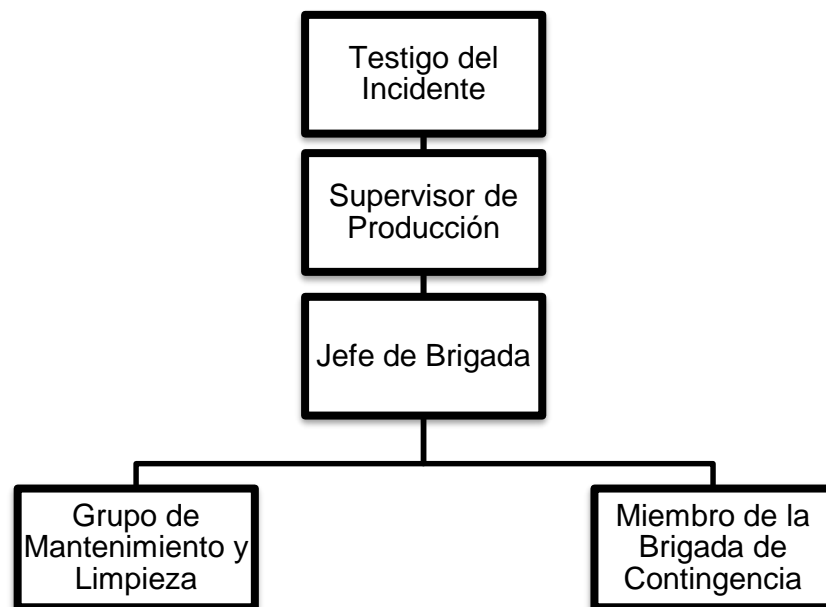 Testigo del
Incidente
Supervisor de
Producción
Jefe de Brigada
Grupo de
Mantenimiento y
Limpieza
Miembro de la
Brigada de
Contingencia